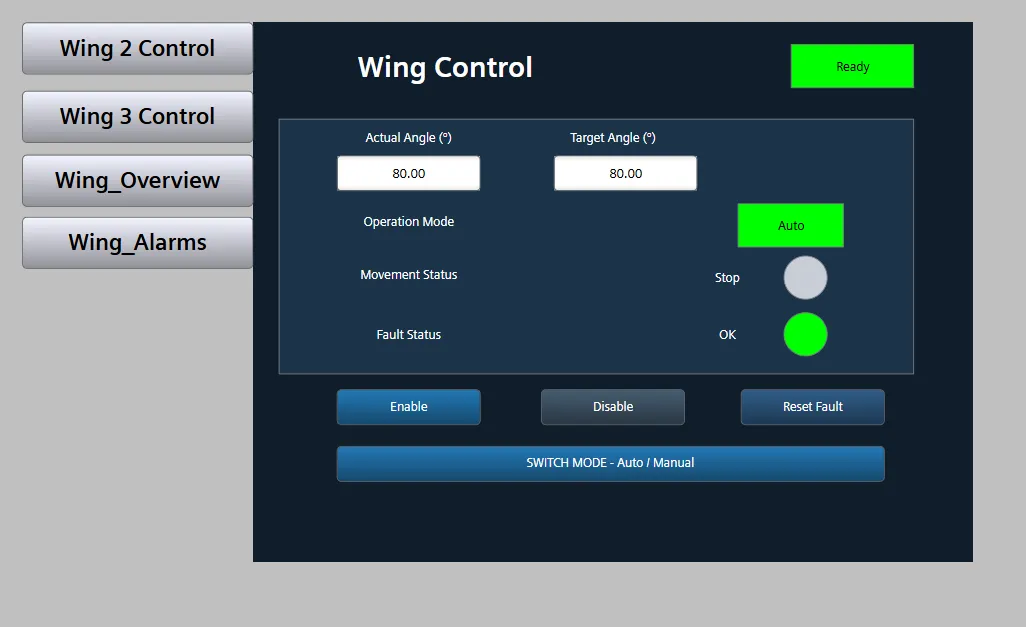 Wing 2 Control
Wing 3 Control
Wing_Overview
Wing_Alarms
Wing Control
Ready
Actual Angle (º)
Target Angle (º)
80.00
80.00
Operation Mode
Auto
Movement Status
Stop
Fault Status
OK
Enable
Disable
Reset Fault
SWITCH MODE - Auto / Manual